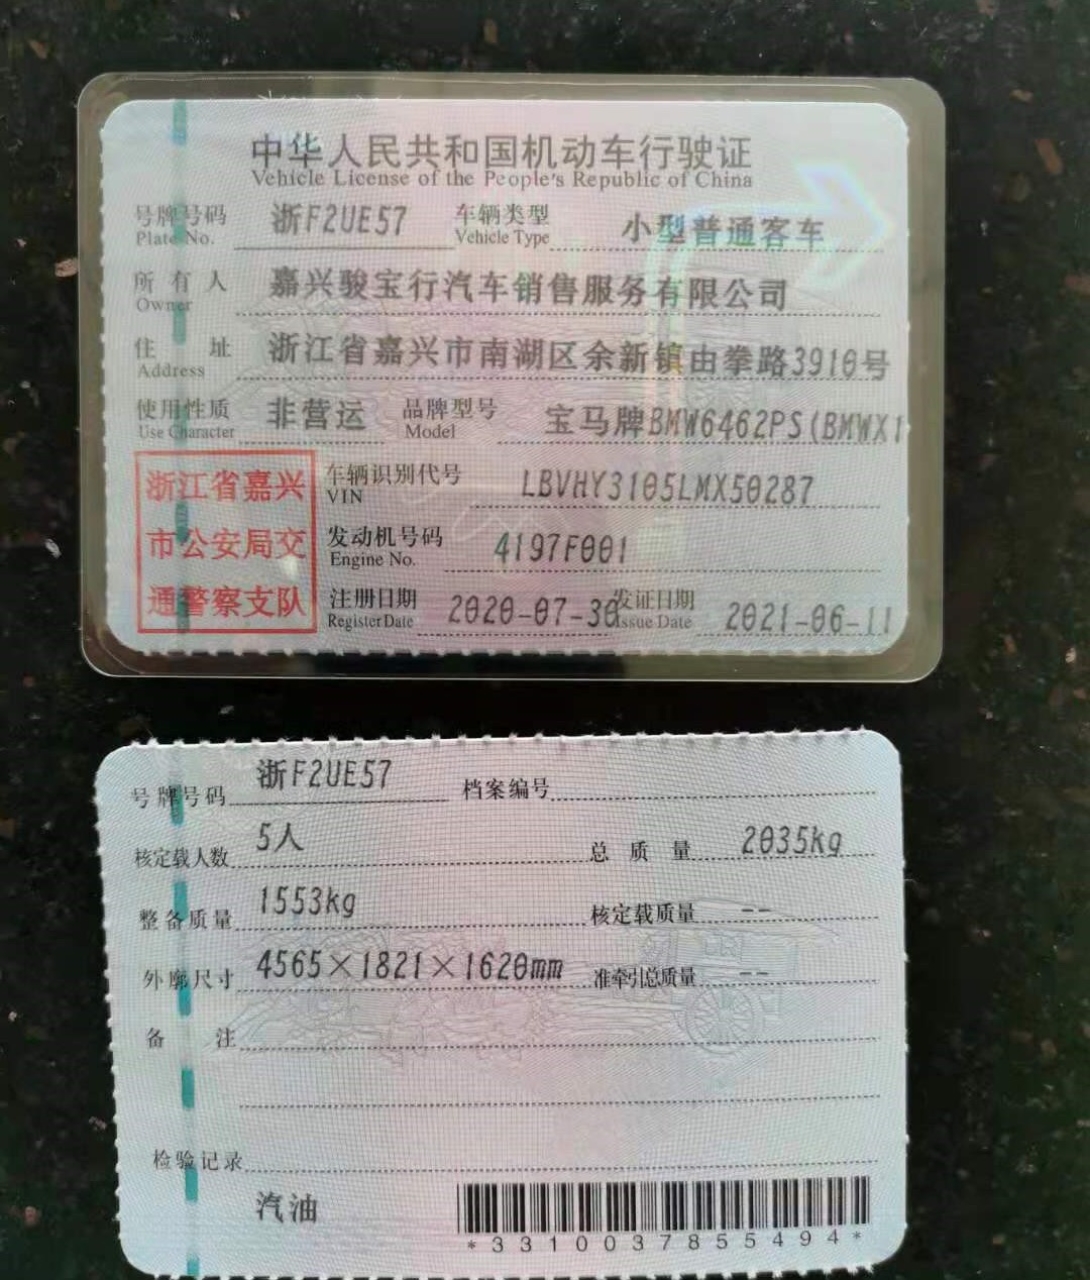 中华人民共和国机动车行驶证
Vehicle License of the People's Republic of China
号牌号码 浙F2UE57 车辆类型 小型普通客车
Plate No. Vehicle Type
所有人 嘉兴骏宝行汽车销售服务有限公司
Owner
住址 浙江省嘉兴市南湖区余新镇由拳路3910号
Address
使用性质 非营运 品牌型号 宝马牌BMW6462PS(BMWX1
Use Character Model
浙江省嘉兴
市公安局交
通警察支队
车辆识别代号 LBVHY3105LMX50287
VIN
发动机号码 4197F001
Engine No.
注册日期 2020-07-30 发证日期 2021-06-11
Register Date Issue Date
号牌号码 浙F2UE57 档案编号
核定载人数 5人 总质量 2035kg
整备质量 1553kg 核定载质量 --
外廓尺寸 4565×1821×1620mm 准牵引总质量 --
备注
检验记录
汽油
*3310037855494*